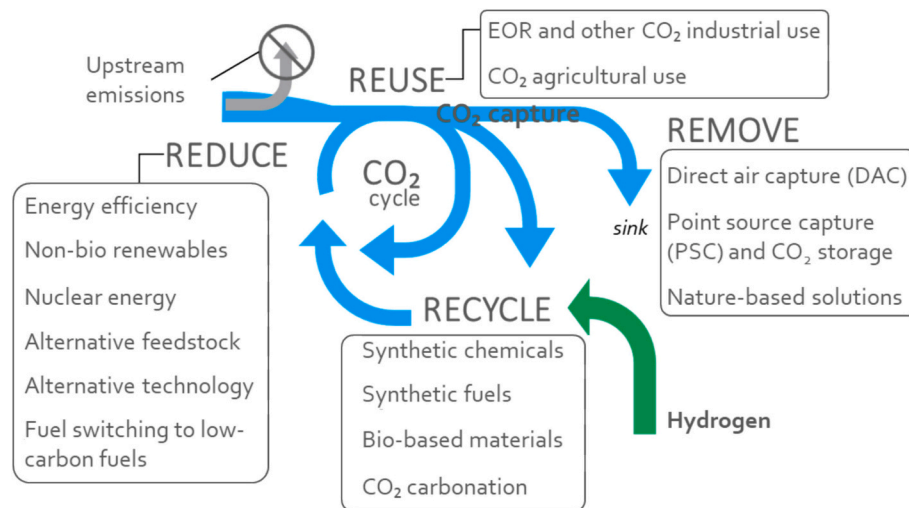 Upstream
emissions
REUSE
EOR and other CO₂ industrial use
CO₂ agricultural use
CO₂ capture
REDUCE
Energy efficiency
Non-bio renewables
Nuclear energy
Alternative feedstock
Alternative technology
Fuel switching to low-
carbon fuels
CO₂
cycle
REMOVE
Direct air capture (DAC)
Point source capture
(PSC) and CO₂ storage
Nature-based solutions
sink
RECYCLE
Synthetic chemicals
Synthetic fuels
Bio-based materials
CO₂ carbonation
Hydrogen